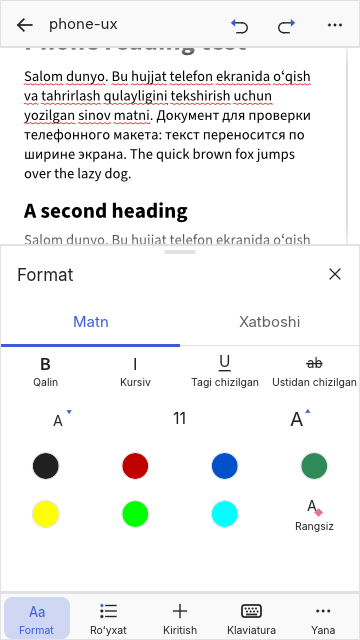 phone-ux
Phone reading test
Salom dunyo. Bu hujjat telefon ekranida oʻqish
va tahrirlash qulayligini tekshirish uchun
yozilgan sinov matni. Документ для проверки
телефонного макета: текст переносится по
ширине экрана. The quick brown fox jumps
over the lazy dog.
A second heading
Salom dunyo. Bu hujjat telefon ekranida oʻqish
Format
Matn
Xatboshi
B
I
U
ab
Qalin
Kursiv
Tagi chizilgan
Ustidan chizilgan
A
11
A
A
Rangsiz
Aa
Format
Roʻyxat
Kiritish
Klaviatura
Yana